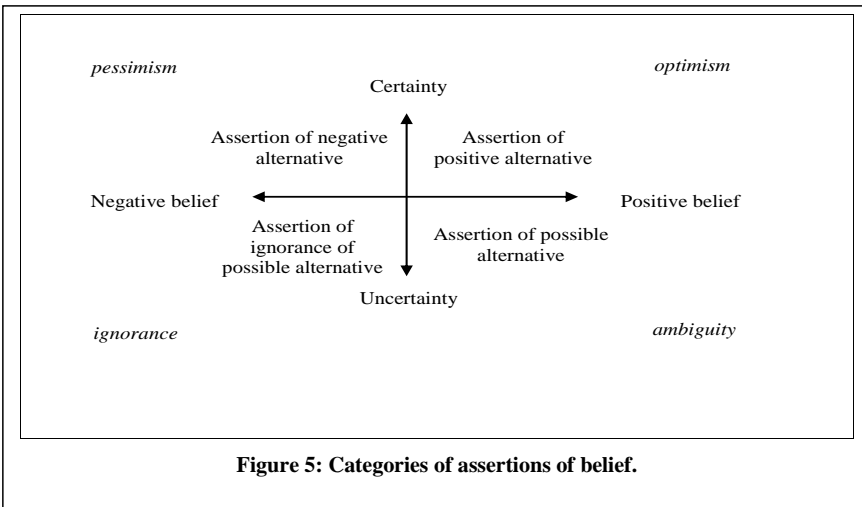 pessimism
optimism
Certainty
Assertion of negative
alternative
Assertion of
positive alternative
Negative belief
Positive belief
Assertion of
ignorance of
possible alternative
Assertion of possible
alternative
Uncertainty
ignorance
ambiguity
Figure 5: Categories of assertions of belief.